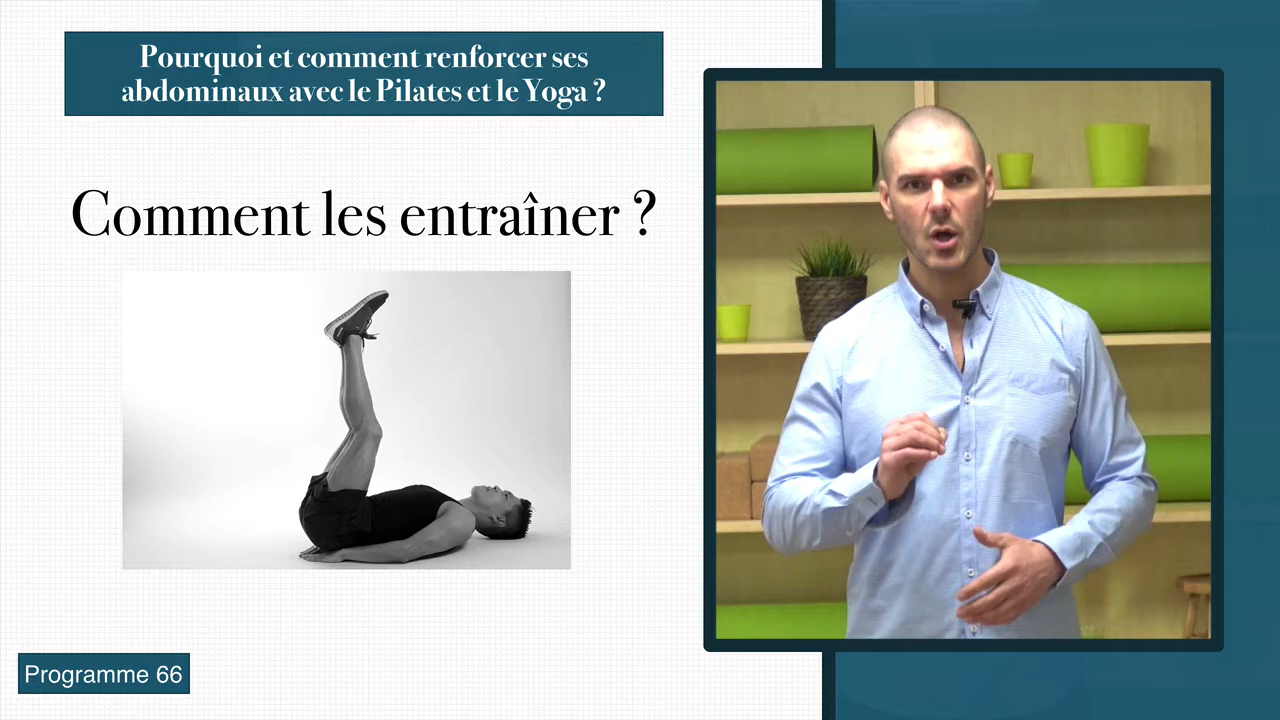 Pourquoi et comment renforcer ses
abdominaux avec le Pilates et le Yoga ?
Comment les entraîner ?
Programme 66